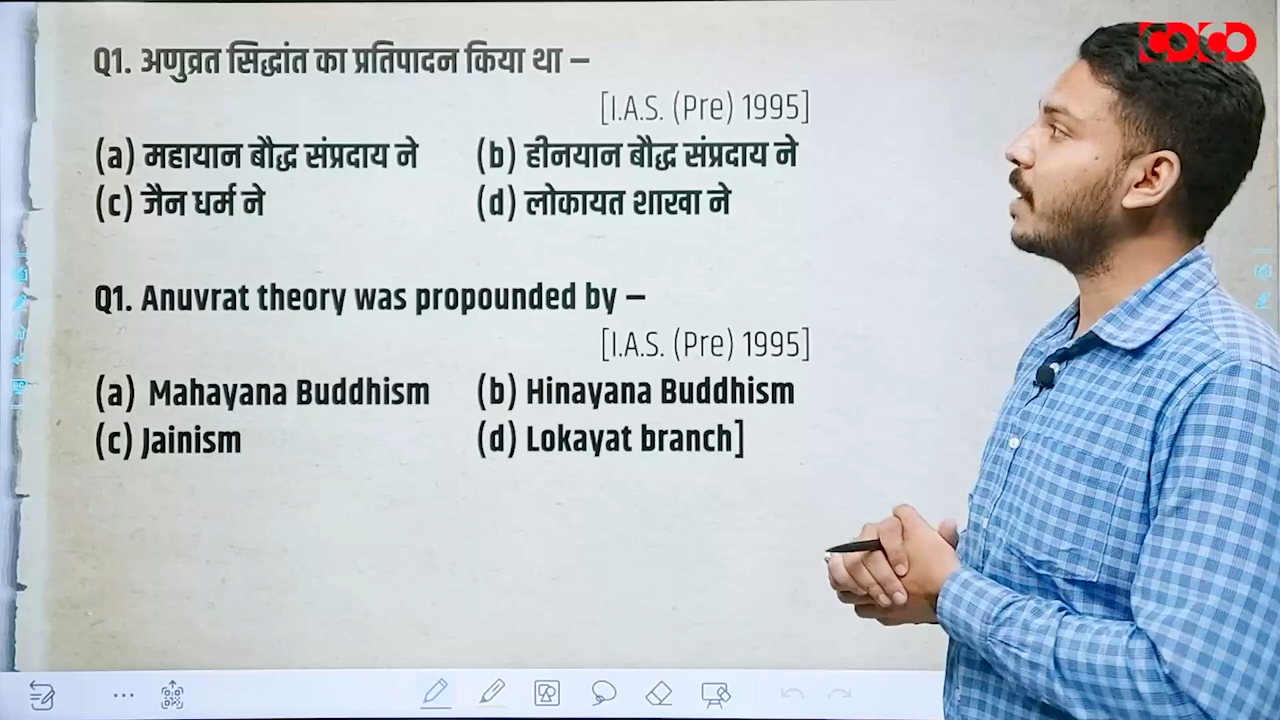 Q1. अणुव्रत सिद्धांत का प्रतिपादन किया था –
[I.A.S. (Pre) 1995]
(a) महायान बौद्ध संप्रदाय ने (b) हीनयान बौद्ध संप्रदाय ने
(c) जैन धर्म ने (d) लोकायत शाखा ने
Q1. Anuvrat theory was propounded by –
[I.A.S. (Pre) 1995]
(a) Mahayana Buddhism (b) Hinayana Buddhism
(c) Jainism (d) Lokayat branch]